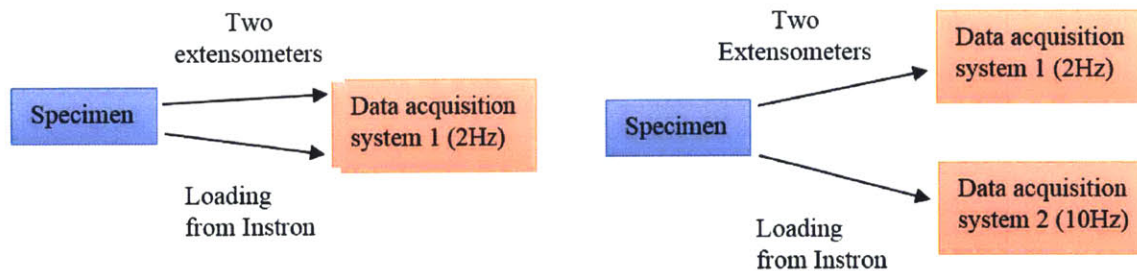 Two
extensometers
Specimen
Data acquisition
system 1 (2Hz)
Loading
from Instron
Two
Extensometers
Data acquisition
system 1 (2Hz)
Specimen
Data acquisition
system 2 (10Hz)
Loading
from Instron